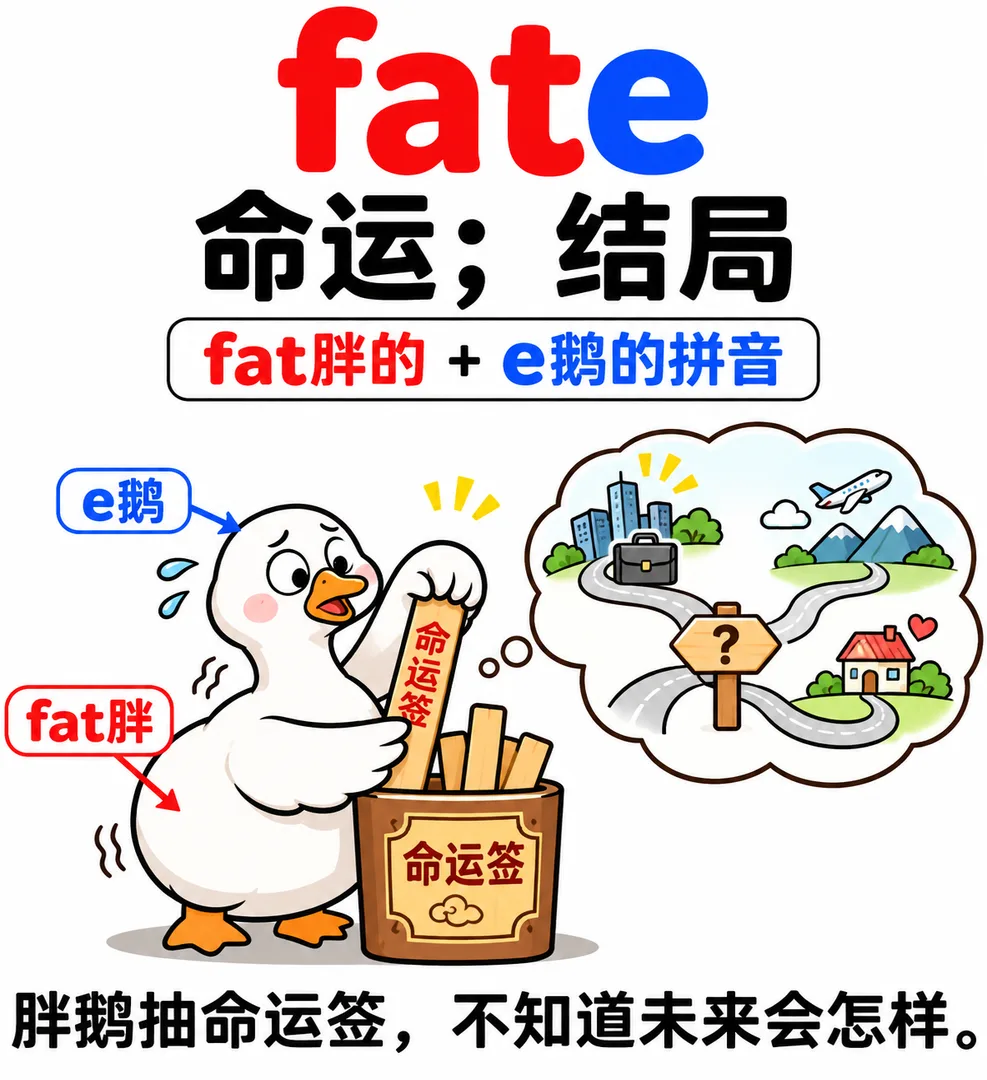 fate
命运；结局
fat胖的 + e鹅的拼音
e鹅
fat胖
命运签
?
命运签
胖鹅抽命运签，不知道未来会怎样。